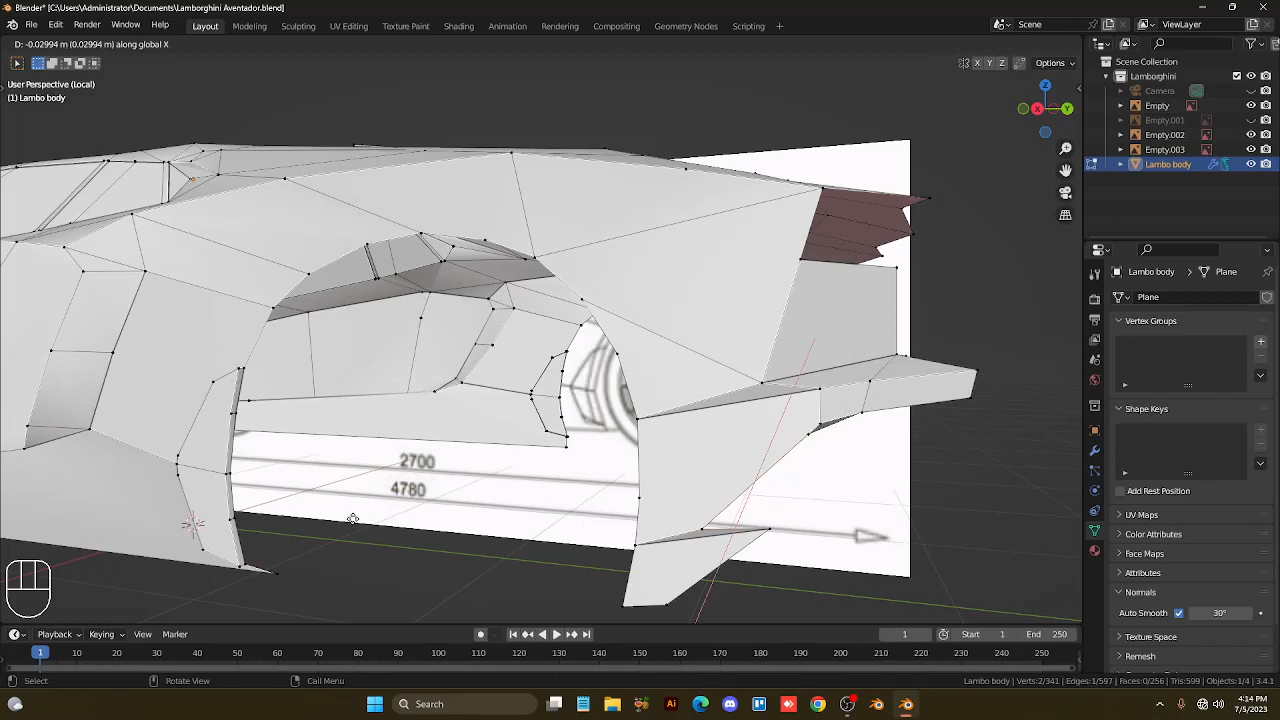 Blender* [C:\Users\Administrator\Documents\Lamborghini Aventador.blend]
File Edit Render Window Help Layout Modeling Sculpting UV Editing Texture Paint Shading Animation Rendering Compositing Geometry Nodes Scripting + Scene ViewLayer
D: -0.02994 m (0.02994 m) along global X
X Y Z Options
User Perspective (Local)
(1) Lambo body
Z
X Y
Scene Collection
Lamborghini
Camera
Empty
Empty.001
Empty.002
Empty.003
Lambo body
Lambo body Plane
Plane
Vertex Groups
Shape Keys
Add Rest Position
UV Maps
Color Attributes
Face Maps
Attributes
Normals
Auto Smooth 30°
Texture Space
Remesh
2700
4780
Playback Keying View Marker 1 Start 1 End 250
1 10 20 30 40 50 60 70 80 90 100 110 120 130 140 150 160 170 180 190 200 210 220 230 240 250
Select Rotate View Call Menu Lambo body | Verts:2/341 | Edges:1/597 | Faces:0/256 | Tris:599 | Objects:1/4 | 3.4.1
Search Ai 4:14 PM
7/5/2023